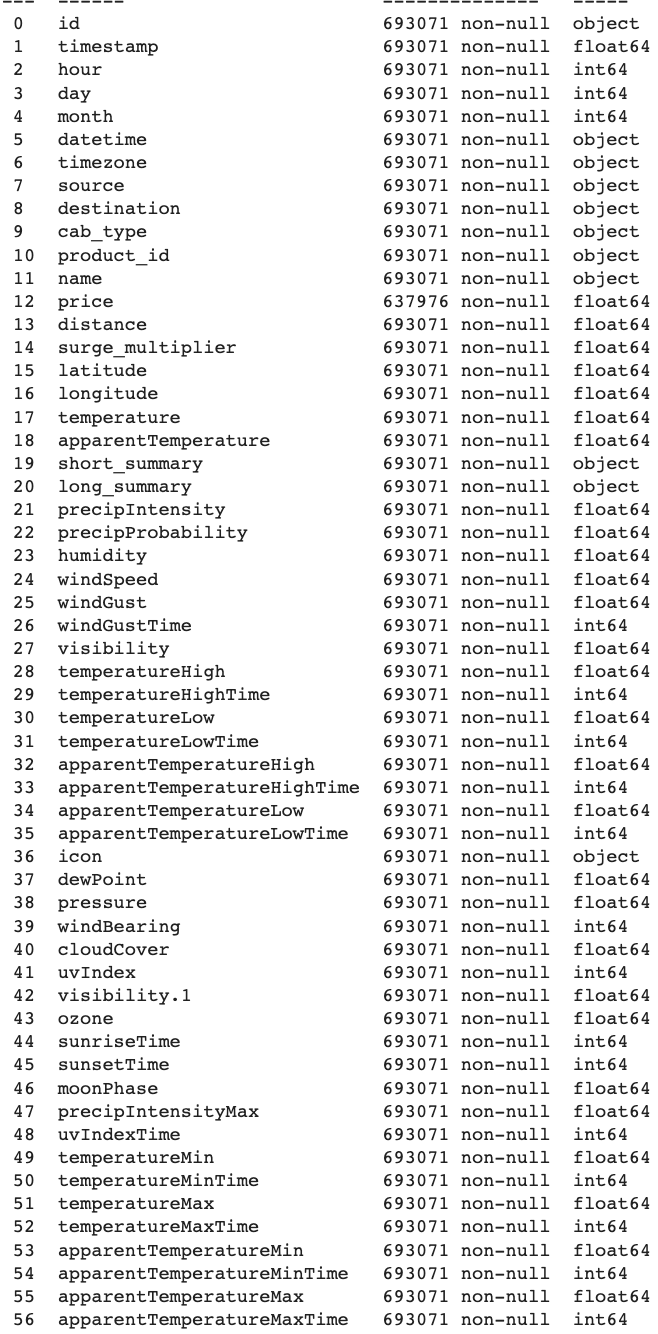 --- ------ -------------- -----
0 id 693071 non-null object
1 timestamp 693071 non-null float64
2 hour 693071 non-null int64
3 day 693071 non-null int64
4 month 693071 non-null int64
5 datetime 693071 non-null object
6 timezone 693071 non-null object
7 source 693071 non-null object
8 destination 693071 non-null object
9 cab_type 693071 non-null object
10 product_id 693071 non-null object
11 name 693071 non-null object
12 price 637976 non-null float64
13 distance 693071 non-null float64
14 surge_multiplier 693071 non-null float64
15 latitude 693071 non-null float64
16 longitude 693071 non-null float64
17 temperature 693071 non-null float64
18 apparentTemperature 693071 non-null float64
19 short_summary 693071 non-null object
20 long_summary 693071 non-null object
21 precipIntensity 693071 non-null float64
22 precipProbability 693071 non-null float64
23 humidity 693071 non-null float64
24 windSpeed 693071 non-null float64
25 windGust 693071 non-null float64
26 windGustTime 693071 non-null int64
27 visibility 693071 non-null float64
28 temperatureHigh 693071 non-null float64
29 temperatureHighTime 693071 non-null int64
30 temperatureLow 693071 non-null float64
31 temperatureLowTime 693071 non-null int64
32 apparentTemperatureHigh 693071 non-null float64
33 apparentTemperatureHighTime 693071 non-null int64
34 apparentTemperatureLow 693071 non-null float64
35 apparentTemperatureLowTime 693071 non-null int64
36 icon 693071 non-null object
37 dewPoint 693071 non-null float64
38 pressure 693071 non-null float64
39 windBearing 693071 non-null int64
40 cloudCover 693071 non-null float64
41 uvIndex 693071 non-null int64
42 visibility.1 693071 non-null float64
43 ozone 693071 non-null float64
44 sunriseTime 693071 non-null int64
45 sunsetTime 693071 non-null int64
46 moonPhase 693071 non-null float64
47 precipIntensityMax 693071 non-null float64
48 uvIndexTime 693071 non-null int64
49 temperatureMin 693071 non-null float64
50 temperatureMinTime 693071 non-null int64
51 temperatureMax 693071 non-null float64
52 temperatureMaxTime 693071 non-null int64
53 apparentTemperatureMin 693071 non-null float64
54 apparentTemperatureMinTime 693071 non-null int64
55 apparentTemperatureMax 693071 non-null float64
56 apparentTemperatureMaxTime 693071 non-null int64